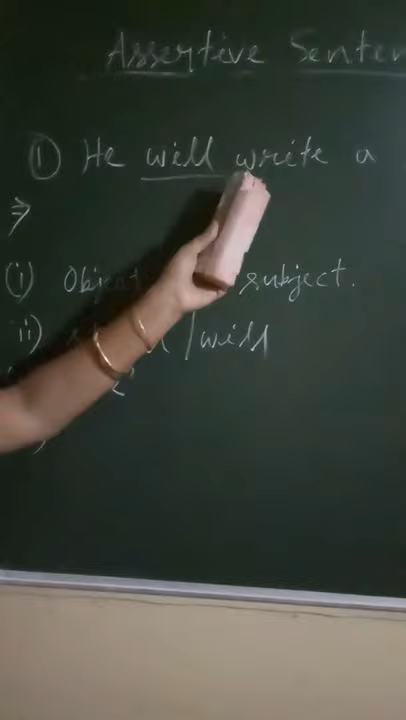 Assertive Senten
① He will write a
⇒
(i) Object subject.
ii) /will